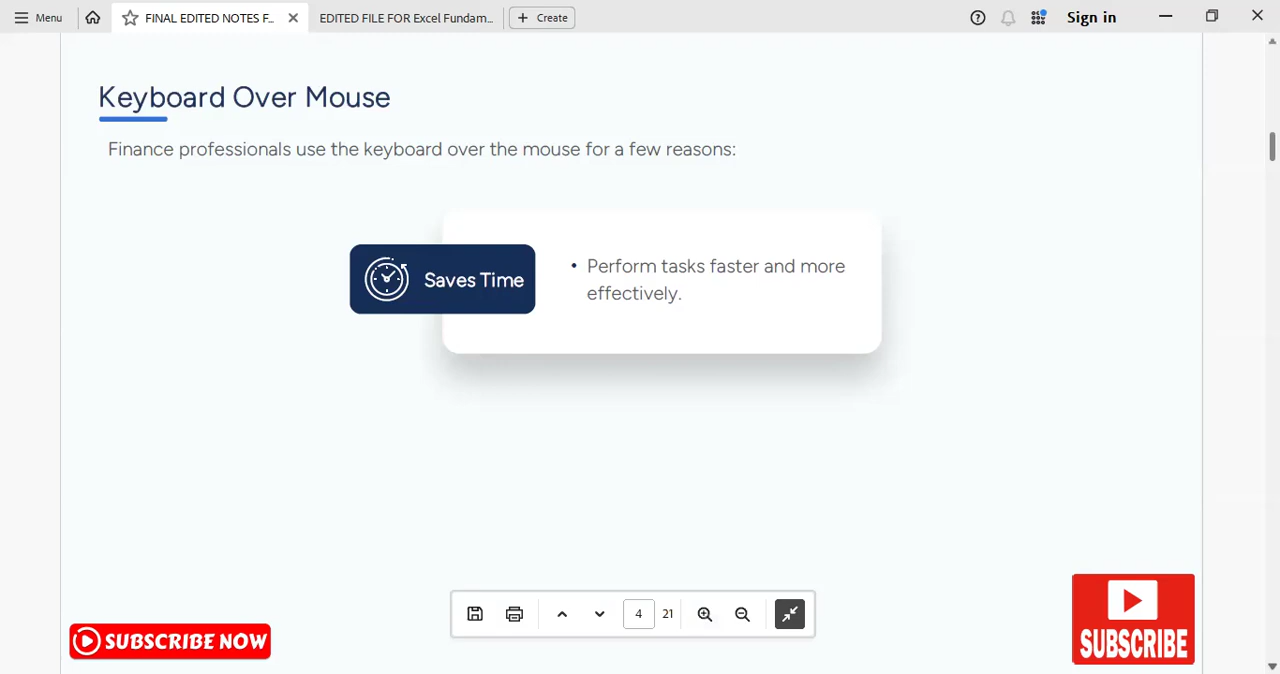 Menu
FINAL EDITED NOTES F...
EDITED FILE FOR Excel Fundam...
Create
Sign in
Keyboard Over Mouse
Finance professionals use the keyboard over the mouse for a few reasons:
Saves Time
• Perform tasks faster and more
effectively.
4 21
SUBSCRIBE NOW
SUBSCRIBE